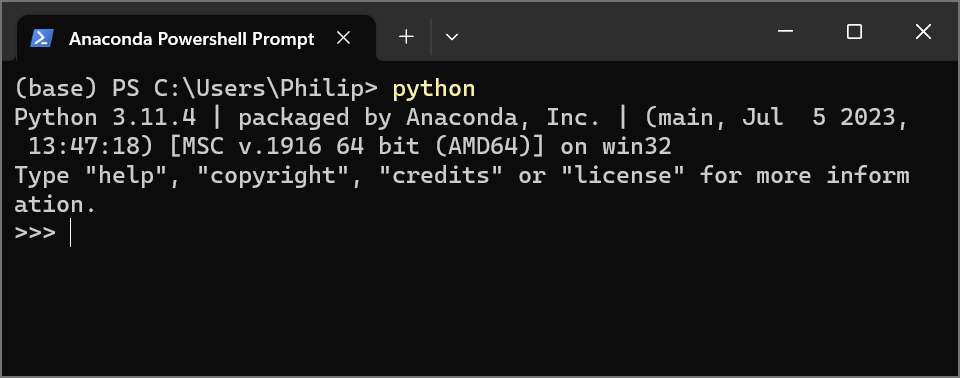 Anaconda Powershell Prompt
(base) PS C:\Users\Philip> python
Python 3.11.4 | packaged by Anaconda, Inc. | (main, Jul  5 2023,
 13:47:18) [MSC v.1916 64 bit (AMD64)] on win32
Type "help", "copyright", "credits" or "license" for more inform
ation.
>>>